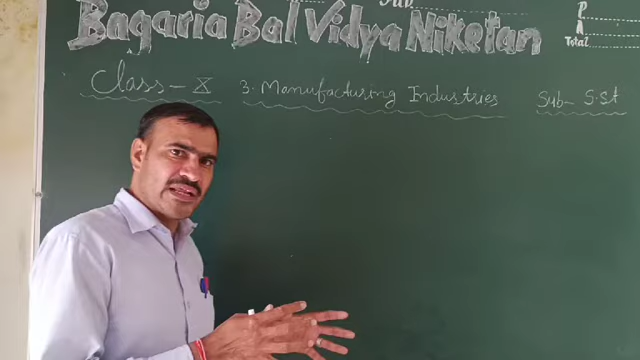 Bagaria Bal Vidya Niketan
P
A
Total
Class - X
3. Manufacturing Industries
Sub- S.St